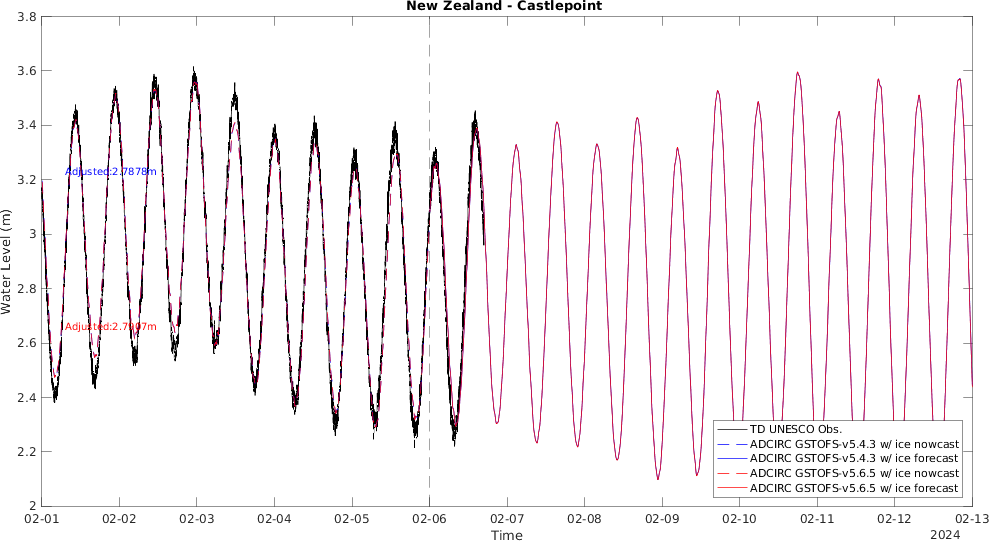 New Zealand - Castlepoint
Water Level (m)
3.8
3.6
3.4
3.2
3
2.8
2.6
2.4
2.2
2
Adjusted:2.7878m
Adjusted:2.7907m
TD UNESCO Obs.
ADCIRC GSTOFS-v5.4.3 w/ ice nowcast
ADCIRC GSTOFS-v5.4.3 w/ ice forecast
ADCIRC GSTOFS-v5.6.5 w/ ice nowcast
ADCIRC GSTOFS-v5.6.5 w/ ice forecast
02-01 02-02 02-03 02-04 02-05 02-06 02-07 02-08 02-09 02-10 02-11 02-12 02-13
Time
2024